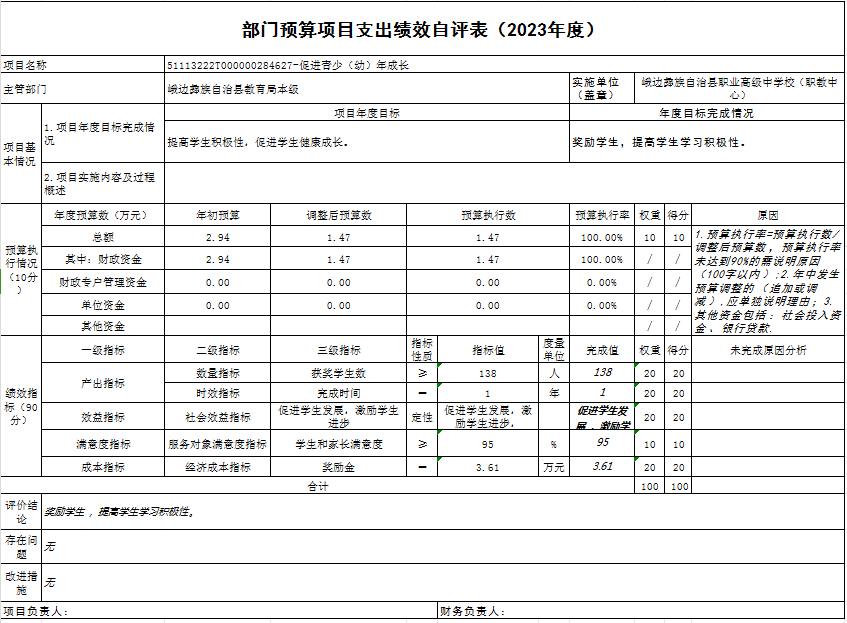 部门预算项目支出绩效自评表（2023年度）
项目名称 51113222T000000284627-促进青少（幼）年成长
主管部门 峨边彝族自治县教育局本级 实施单位（盖章） 峨边彝族自治县职业高级中学校（职教中心）
项目基本情况 1.项目年度目标完成情况 项目年度目标 年度目标完成情况
提高学生积极性，促进学生健康成长。 奖励学生，提高学生学习积极性。
2.项目实施内容及过程概述
预算执行情况（10分） 年度预算数（万元） 年初预算 调整后预算数 预算执行数 预算执行率 权重 得分 原因
总额 2.94 1.47 1.47 100.00% 10 10 1.预算执行率=预算执行数/调整后预算数，预算执行率未达到90%的需说明原因（100字以内）;2.年中发生预算调整的（追加或调减）.应单独说明理由；3.其他资金包括：社会投入资金、银行贷款.
其中：财政资金 2.94 1.47 1.47 100.00% / /
财政专户管理资金 0.00 0.00 0.00 0.00% / /
单位资金 0.00 0.00 0.00 0.00% / /
其他资金 / /
绩效指标（90分） 一级指标 二级指标 三级指标 指标性质 指标值 度量单位 完成值 权重 得分 未完成原因分析
产出指标 数量指标 获奖学生数 ≥ 138 人 138 20 20
时效指标 完成时间 － 1 年 1 20 20
效益指标 社会效益指标 促进学生发展，激励学生进步 定性 促进学生发展，激励学生进步. 促进学生发展，激励学 20 20
满意度指标 服务对象满意度指标 学生和家长满意度 ≥ 95 % 95 10 10
成本指标 经济成本指标 奖励金 － 3.61 万元 3.61 20 20
合计 100 100
评价结论 奖励学生，提高学生学习积极性。
存在问题 无
改进措施 无
项目负责人： 财务负责人：